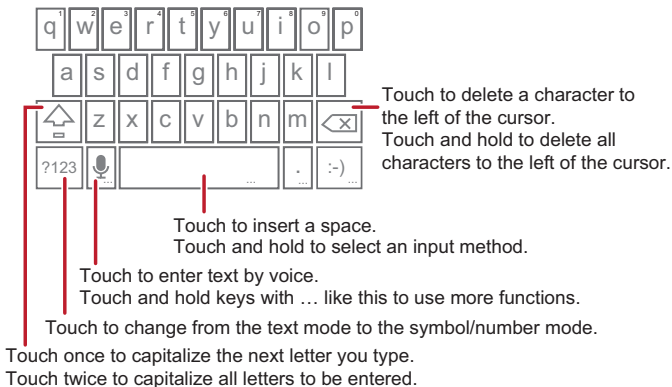 q 1 w 2 e 3 r 4 t 5 y 6 u 7 i 8 o 9 p 0
a s d f g h j k l
z x c v b n m
?123 ... ... . ... :-) ...
Touch to delete a character to
the left of the cursor.
Touch and hold to delete all
characters to the left of the cursor.
Touch to insert a space.
Touch and hold to select an input method.
Touch to enter text by voice.
Touch and hold keys with … like this to use more functions.
Touch to change from the text mode to the symbol/number mode.
Touch once to capitalize the next letter you type.
Touch twice to capitalize all letters to be entered.